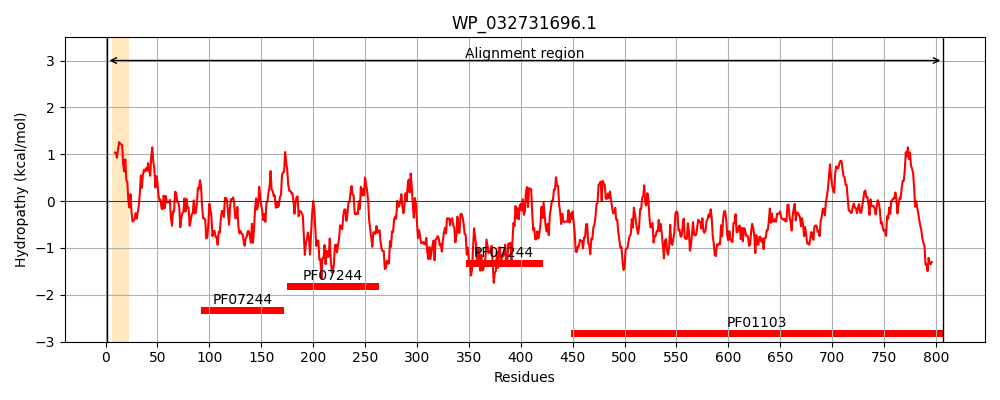 WP_032731696.1
Alignment region
3
2
1
0
−1
−2
−3
Hydropathy (kcal/mol)
PF07244
PF07244
PF07244
PF01103
0 50 100 150 200 250 300 350 400 450 500 550 600 650 700 750 800
Residues